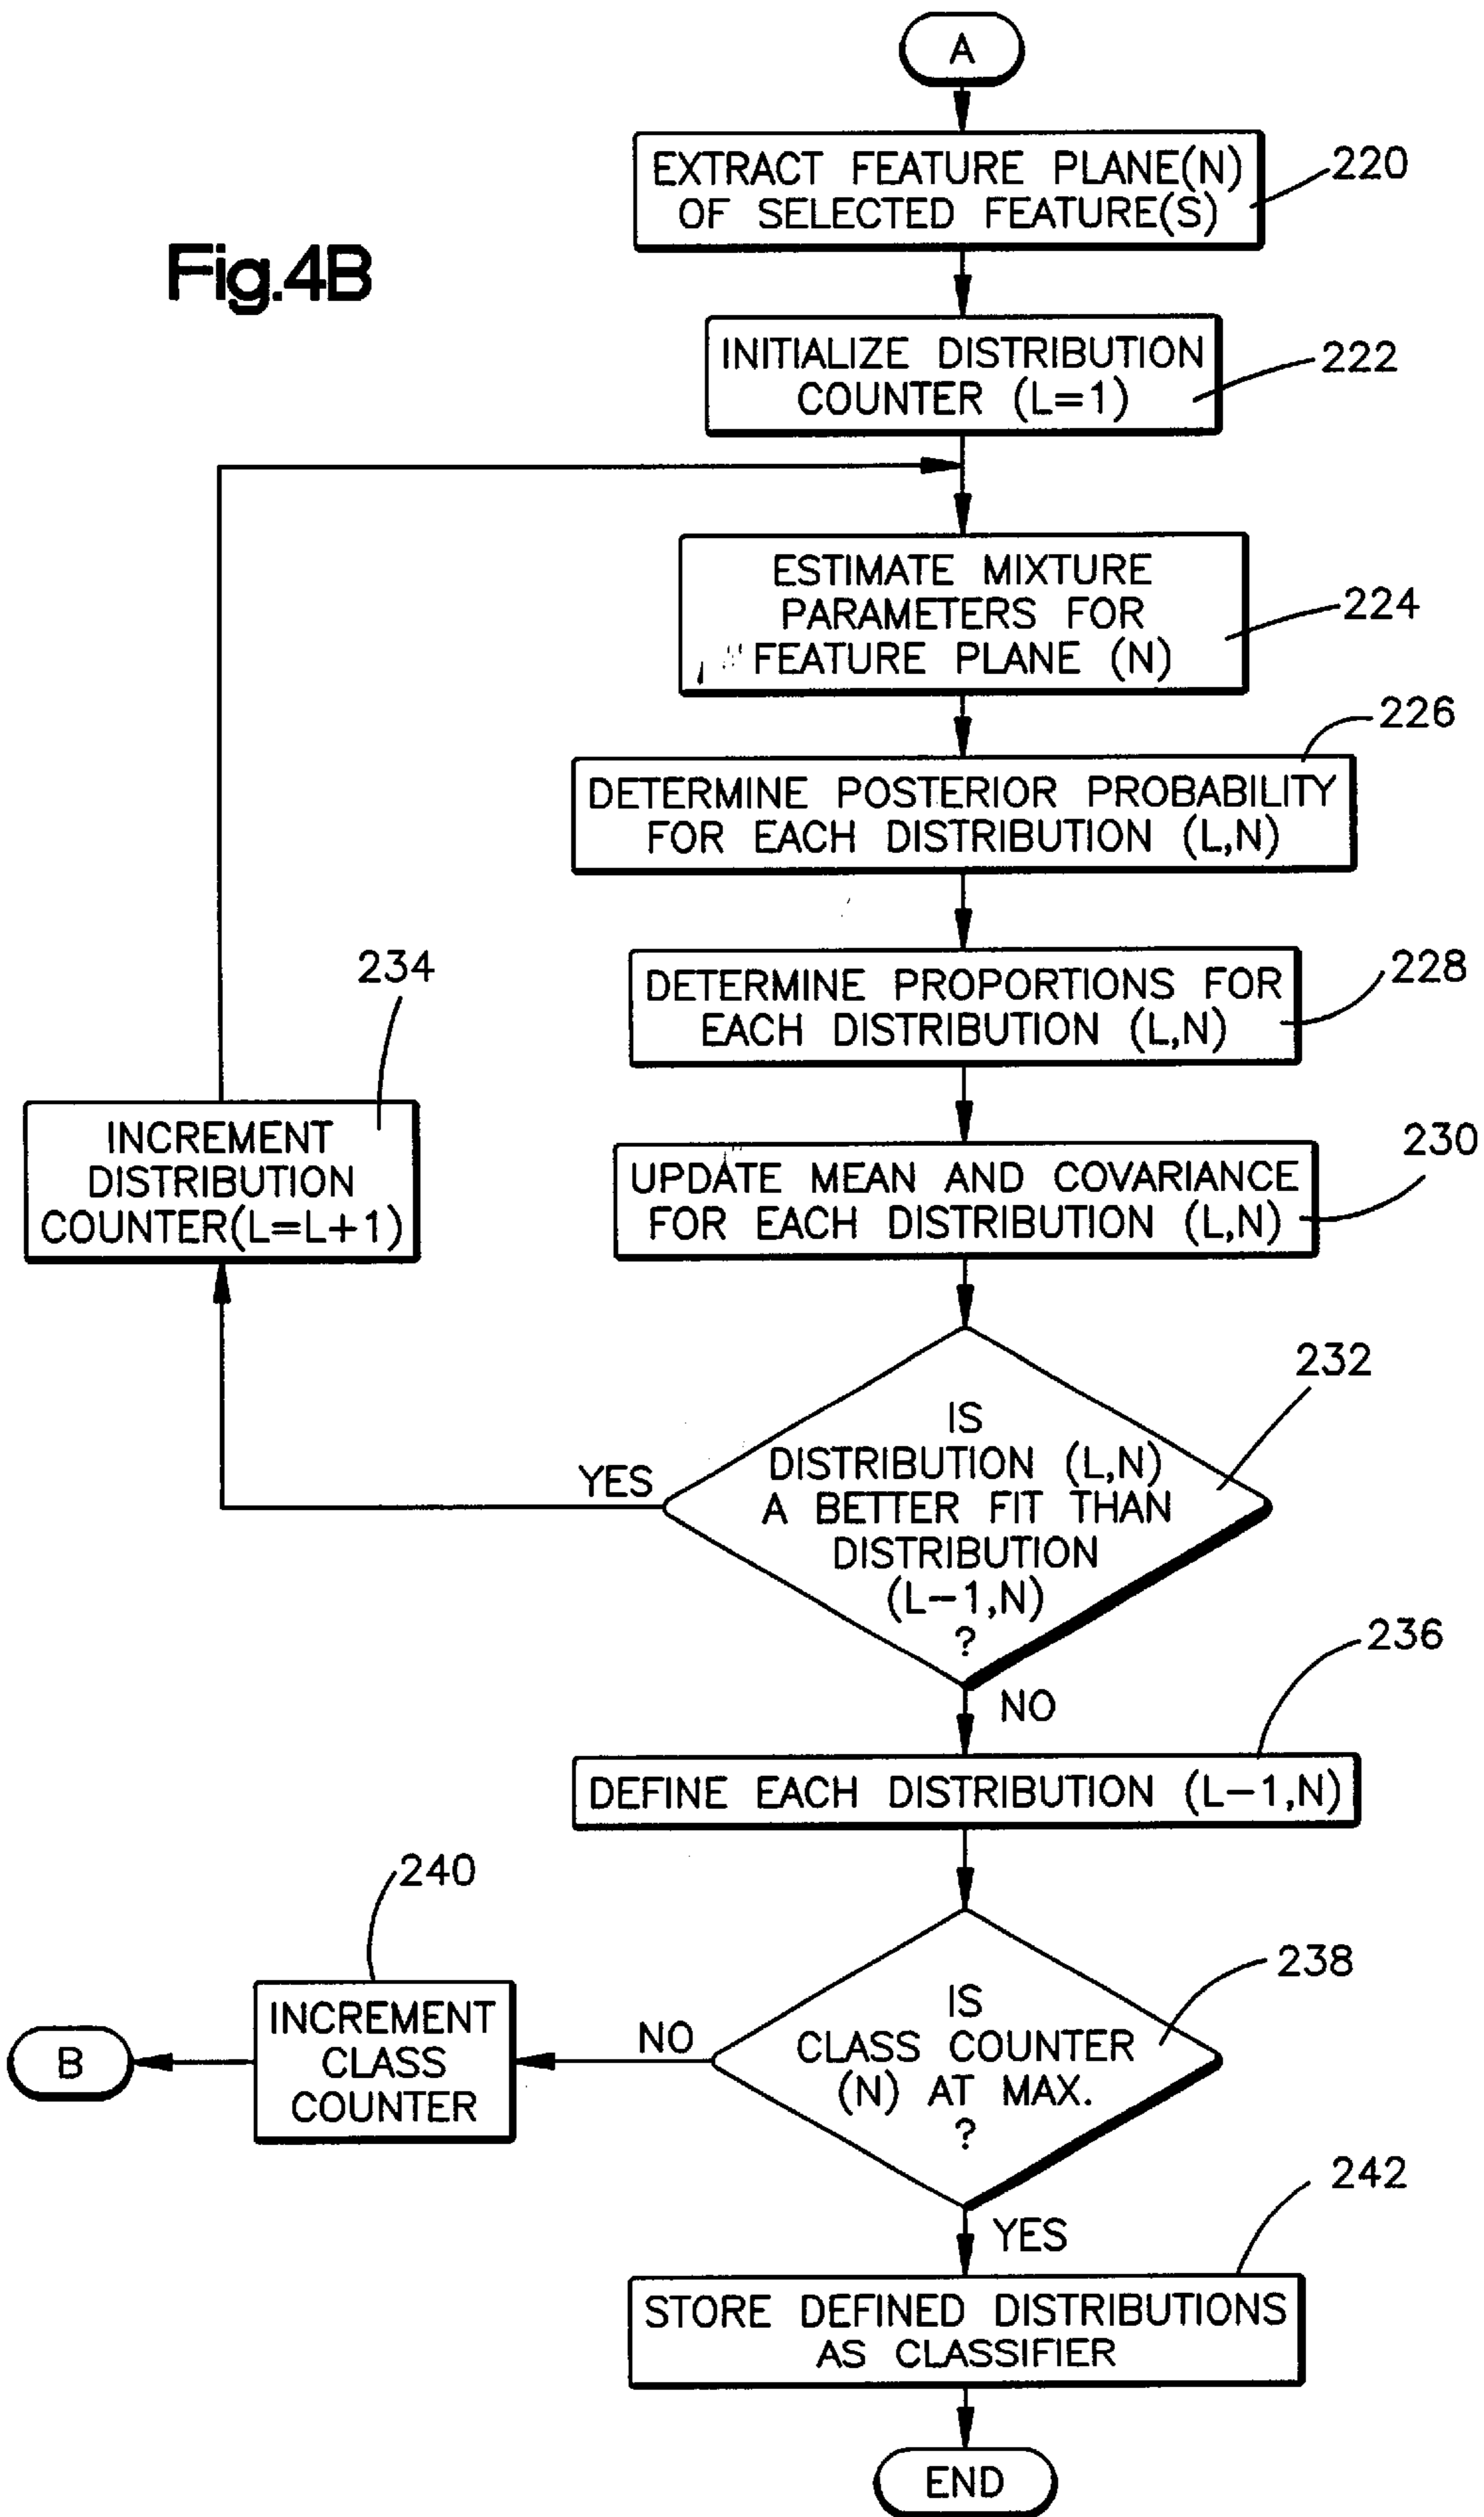 A
EXTRACT FEATURE PLANE(N)
OF SELECTED FEATURE(S)
220
Fig.4B
INITIALIZE DISTRIBUTION
COUNTER (L=1)
222
ESTIMATE MIXTURE
PARAMETERS FOR
FEATURE PLANE (N)
224
226
DETERMINE POSTERIOR PROBABILITY
FOR EACH DISTRIBUTION (L,N)
228
DETERMINE PROPORTIONS FOR
EACH DISTRIBUTION (L,N)
234
INCREMENT
DISTRIBUTION
COUNTER(L=L+1)
230
UPDATE MEAN AND COVARIANCE
FOR EACH DISTRIBUTION (L,N)
232
IS
DISTRIBUTION (L,N)
A BETTER FIT THAN
DISTRIBUTION
(L-1,N)
?
YES
NO
236
DEFINE EACH DISTRIBUTION (L-1,N)
240
238
IS
CLASS COUNTER
(N) AT MAX.
?
NO
INCREMENT
CLASS
COUNTER
B
YES
242
STORE DEFINED DISTRIBUTIONS
AS CLASSIFIER
END